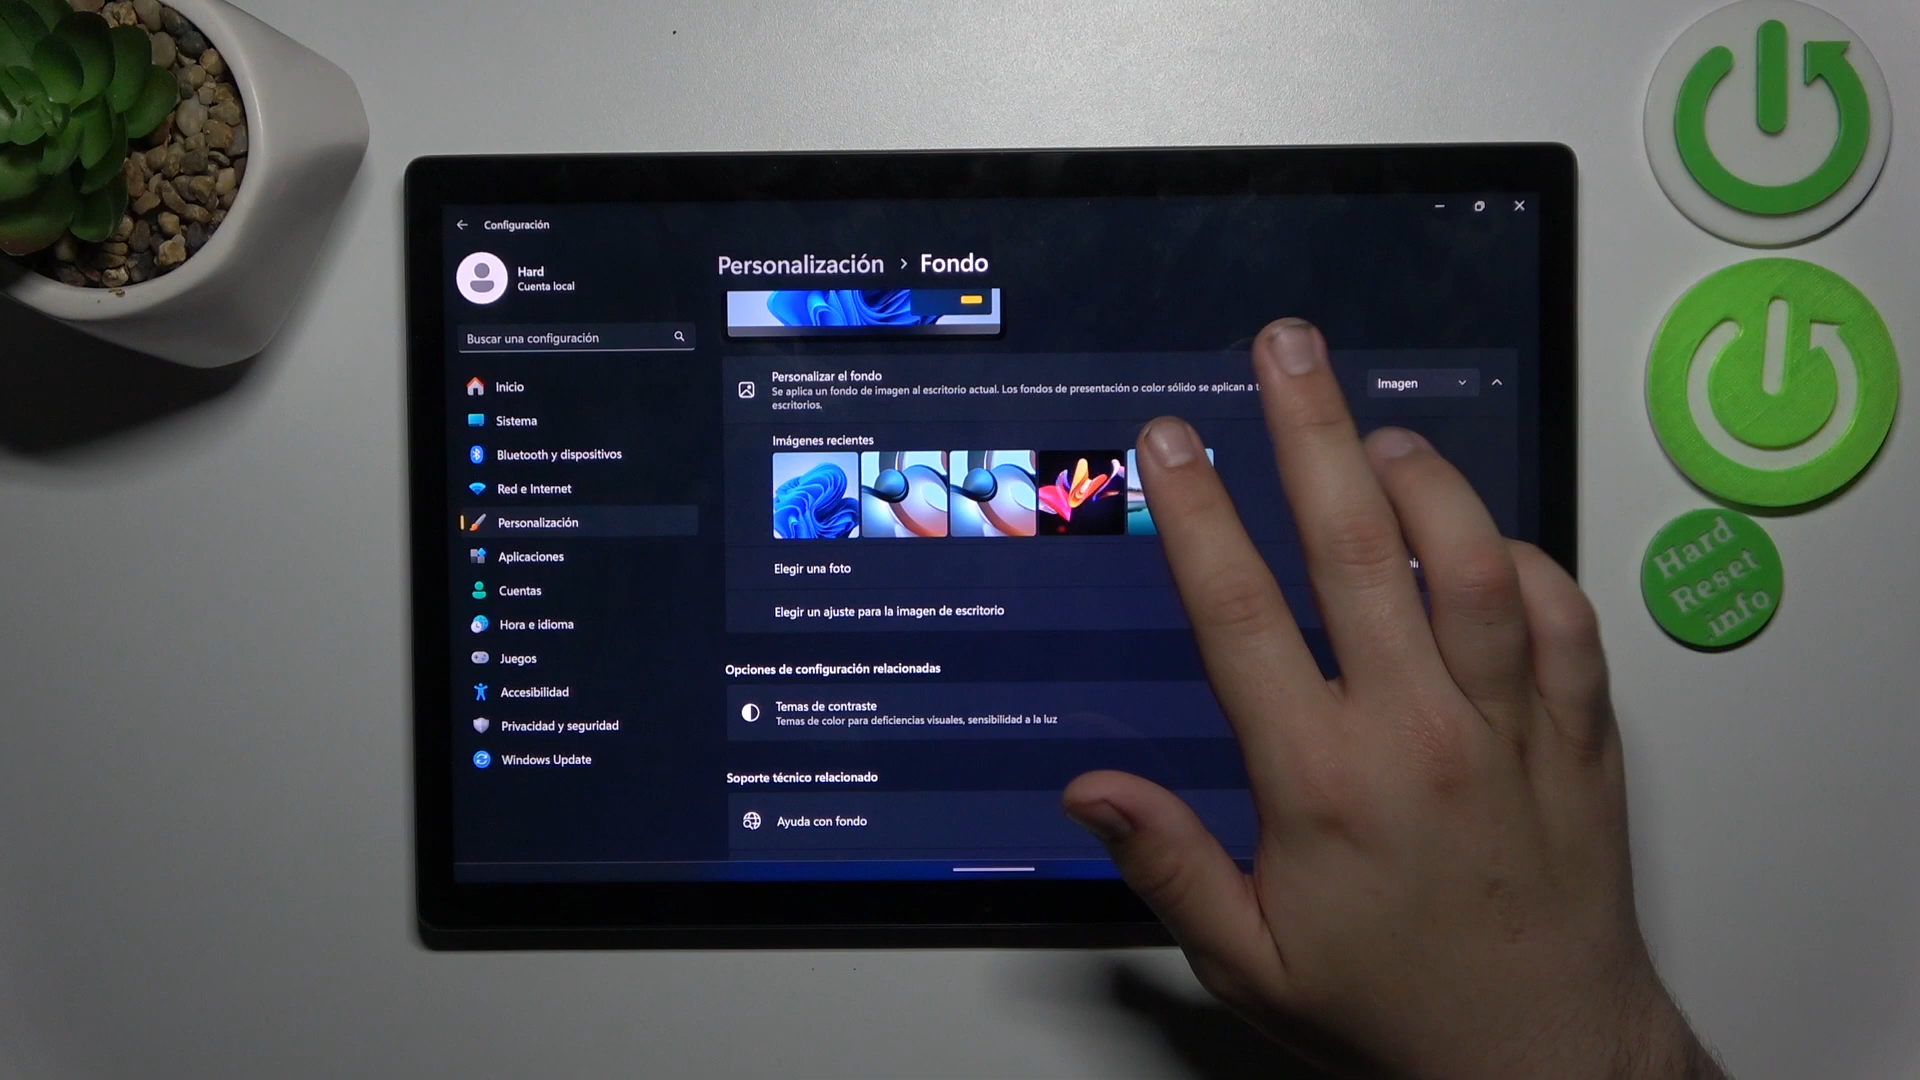 Configuración
Hard
Cuenta local
Buscar una configuración
Inicio
Sistema
Bluetooth y dispositivos
Red e Internet
Personalización
Aplicaciones
Cuentas
Hora e idioma
Juegos
Accesibilidad
Privacidad y seguridad
Windows Update
Personalización > Fondo
Personalizar el fondo
Se aplica un fondo de imagen al escritorio actual. Los fondos de presentación o color sólido se aplican a
escritorios.
Imagen
Imágenes recientes
Elegir una foto
Elegir un ajuste para la imagen de escritorio
Opciones de configuración relacionadas
Temas de contraste
Temas de color para deficiencias visuales, sensibilidad a la luz
Soporte técnico relacionado
Ayuda con fondo
Hard
Reset
.info